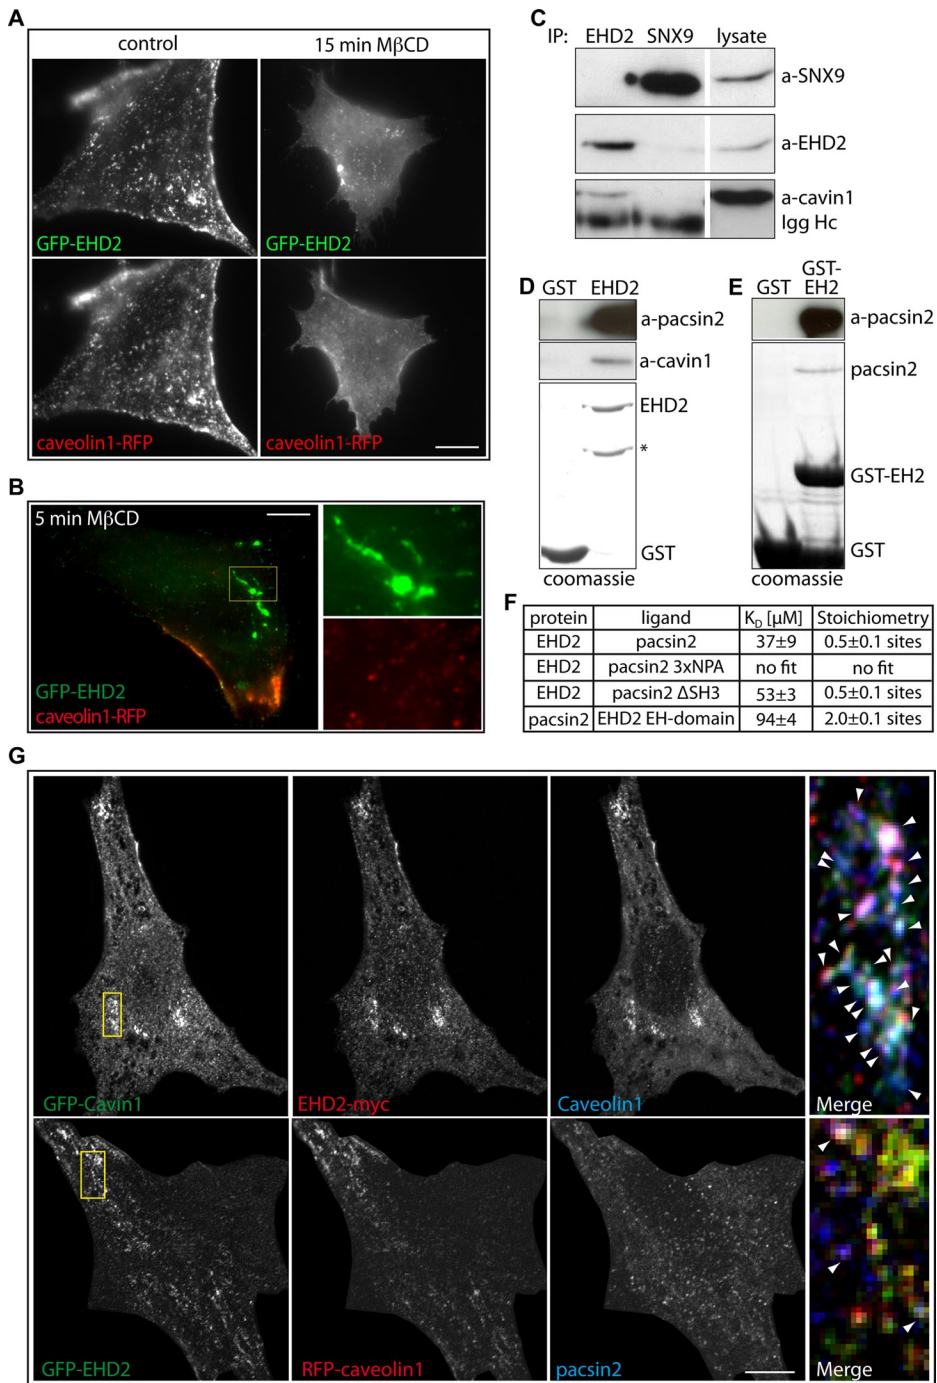 A
control
15 min MβCD
GFP-EHD2
GFP-EHD2
caveolin1-RFP
caveolin1-RFP
B
5 min MβCD
GFP-EHD2
caveolin1-RFP
C
IP: EHD2 SNX9 lysate
a-SNX9
a-EHD2
a-cavin1
Igg Hc
D
GST EHD2
a-pacsin2
a-cavin1
EHD2
*
GST
coomassie
E
GST-
GST EH2
a-pacsin2
pacsin2
GST-EH2
GST
coomassie
F
protein ligand K_D [µM] Stoichiometry
EHD2 pacsin2 37±9 0.5±0.1 sites
EHD2 pacsin2 3xNPA no fit no fit
EHD2 pacsin2 ΔSH3 53±3 0.5±0.1 sites
pacsin2 EHD2 EH-domain 94±4 2.0±0.1 sites
G
GFP-Cavin1
EHD2-myc
Caveolin1
Merge
GFP-EHD2
RFP-caveolin1
pacsin2
Merge